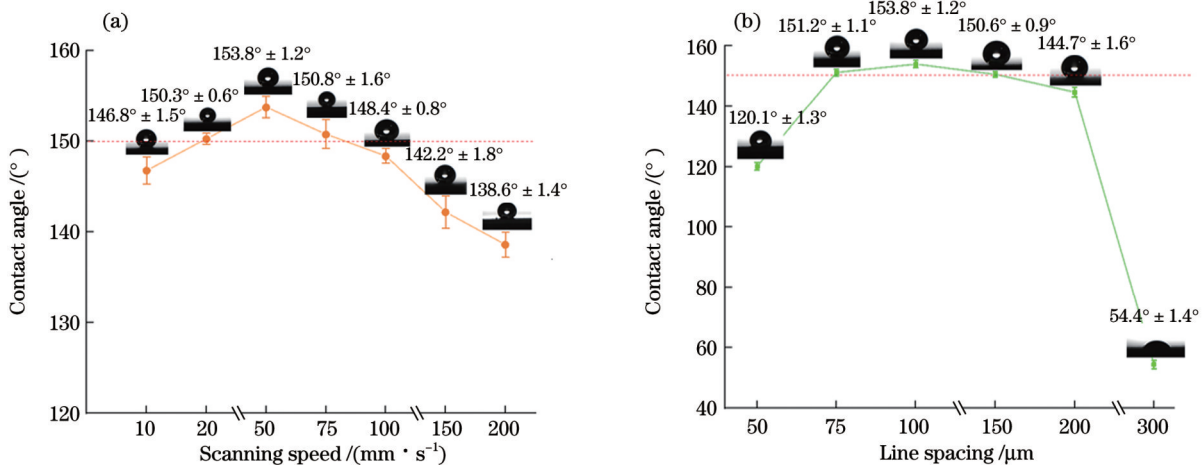 (a)
160
150
140
130
120
Contact angle /(°)
146.8° ± 1.5°
150.3° ± 0.6°
153.8° ± 1.2°
150.8° ± 1.6°
148.4° ± 0.8°
142.2° ± 1.8°
138.6° ± 1.4°
10 20 50 75 100 150 200
Scanning speed /(mm · s⁻¹)
(b)
160
140
120
160
80
60
40
Contact angle /(°)
120.1° ± 1.3°
151.2° ± 1.1°
153.8° ± 1.2°
150.6° ± 0.9°
144.7° ± 1.6°
54.4° ± 1.4°
50 75 100 150 200 300
Line spacing /μm